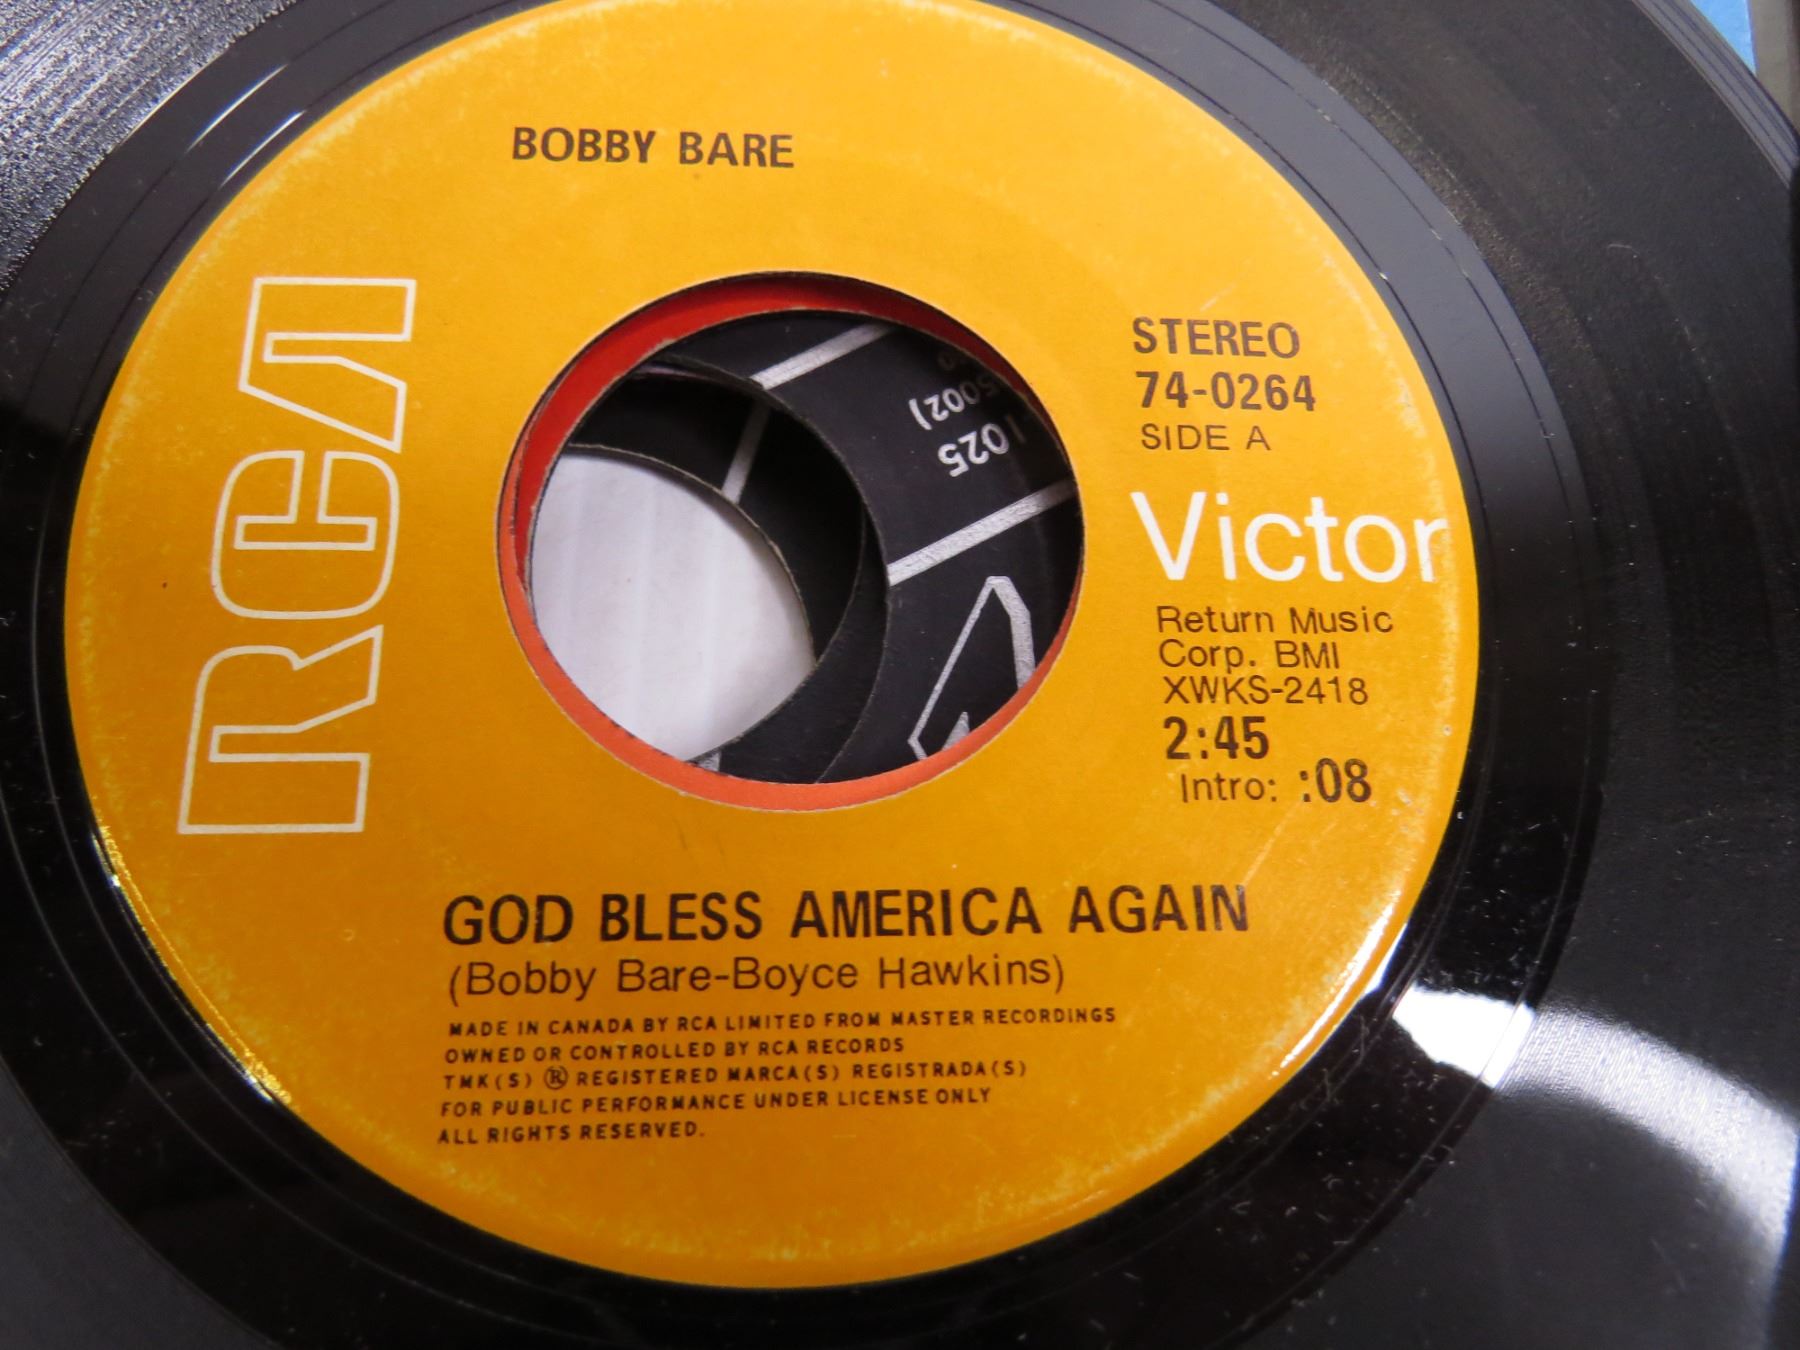 BOBBY BARE
RCA
STEREO
74-0264
SIDE A
Victor
Return Music
Corp. BMI
XWKS-2418
2:45
Intro: :08
GOD BLESS AMERICA AGAIN
(Bobby Bare-Boyce Hawkins)
MADE IN CANADA BY RCA LIMITED FROM MASTER RECORDINGS
OWNED OR CONTROLLED BY RCA RECORDS
TMK(S) ® REGISTERED MARCA(S) REGISTRADA(S)
FOR PUBLIC PERFORMANCE UNDER LICENSE ONLY
ALL RIGHTS RESERVED.
025
5002)